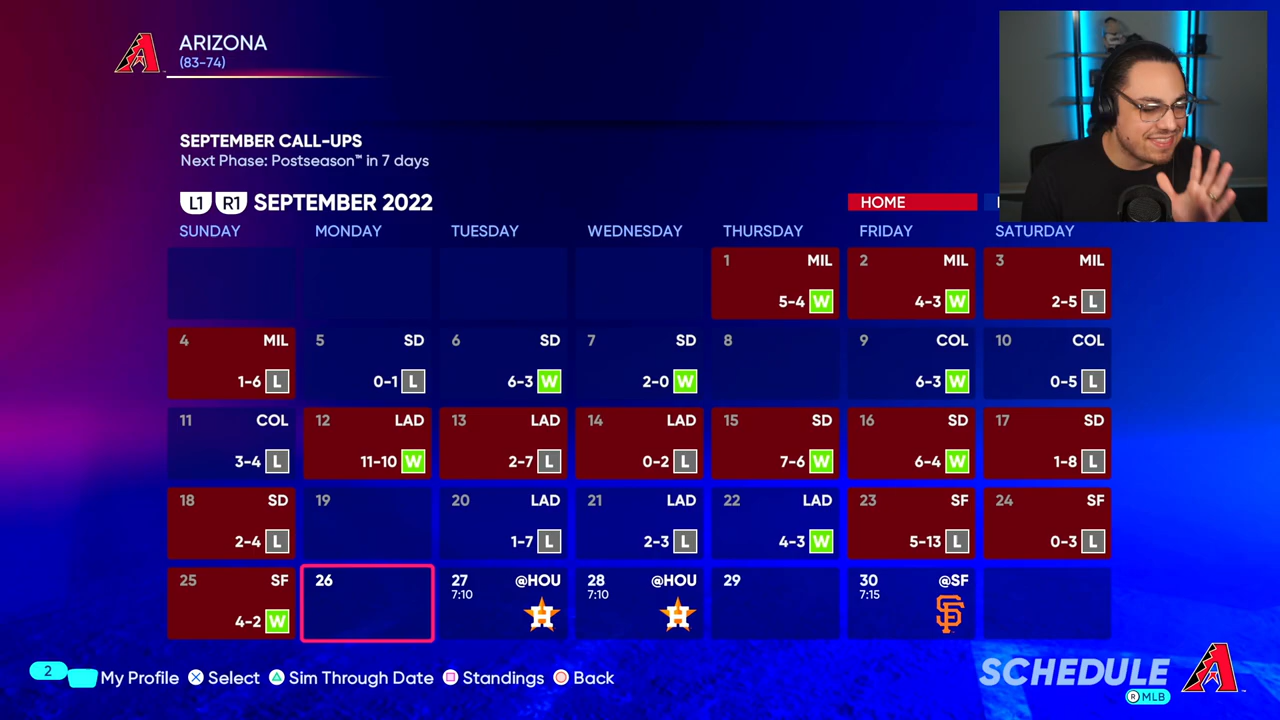 ARIZONA
(83-74)
SEPTEMBER CALL-UPS
Next Phase: Postseason™ in 7 days
L1 R1 SEPTEMBER 2022
HOME
SUNDAY MONDAY TUESDAY WEDNESDAY THURSDAY FRIDAY SATURDAY
1 MIL 2 MIL 3 MIL
5-4 W 4-3 W 2-5 L
4 MIL 5 SD 6 SD 7 SD 8 9 COL 10 COL
1-6 L 0-1 L 6-3 W 2-0 W 6-3 W 0-5 L
11 COL 12 LAD 13 LAD 14 LAD 15 SD 16 SD 17 SD
3-4 L 11-10 W 2-7 L 0-2 L 7-6 W 6-4 W 1-8 L
18 SD 19 20 LAD 21 LAD 22 LAD 23 SF 24 SF
2-4 L 1-7 L 2-3 L 4-3 W 5-13 L 0-3 L
25 SF 26 27 @HOU 28 @HOU 29 30 @SF
7:10 7:10 7:15
4-2 W H H SF
2 My Profile Select Sim Through Date Standings Back
SCHEDULE
R MLB